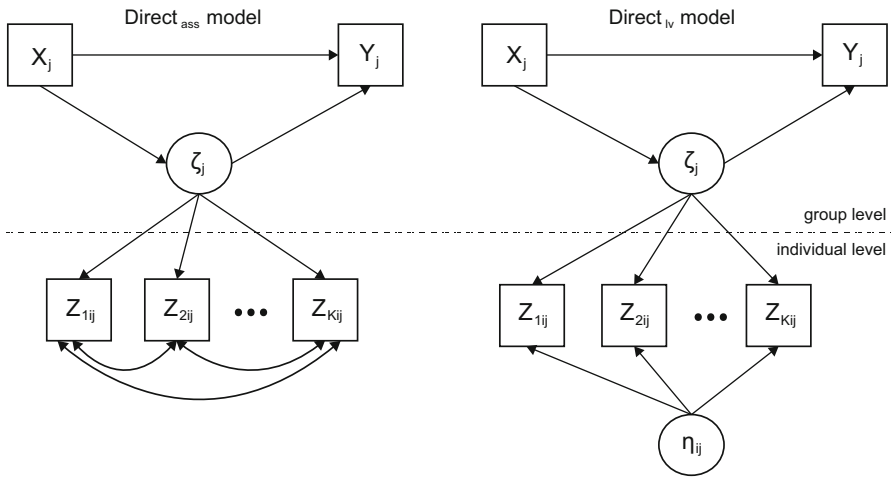 Direct ass model
Direct lv model
Xj
Yj
Xj
Yj
ζj
ζj
group level
individual level
Z1ij
Z2ij
•••
ZKij
Z1ij
Z2ij
•••
ZKij
ηij